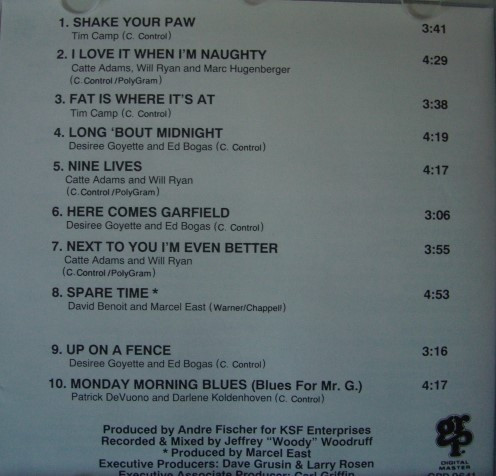 1. SHAKE YOUR PAW 3:41
Tim Camp (C. Control)
2. I LOVE IT WHEN I'M NAUGHTY 4:29
Catte Adams, Will Ryan and Marc Hugenberger
(C. Control/PolyGram)
3. FAT IS WHERE IT'S AT 3:38
Tim Camp (C. Control)
4. LONG 'BOUT MIDNIGHT 4:19
Desiree Goyette and Ed Bogas (C. Control)
5. NINE LIVES 4:17
Catte Adams and Will Ryan
(C. Control/PolyGram)
6. HERE COMES GARFIELD 3:06
Desiree Goyette and Ed Bogas (C. Control)
7. NEXT TO YOU I'M EVEN BETTER 3:55
Catte Adams and Will Ryan
(C. Control/PolyGram)
8. SPARE TIME * 4:53
David Benoit and Marcel East (Warner/Chappell)
9. UP ON A FENCE 3:16
Desiree Goyette and Ed Bogas (C. Control)
10. MONDAY MORNING BLUES (Blues For Mr. G.) 4:17
Patrick DeVuono and Darlene Koldenhoven (C. Control)
Produced by Andre Fischer for KSF Enterprises
Recorded & Mixed by Jeffrey "Woody" Woodruff
* Produced by Marcel East
Executive Producers: Dave Grusin & Larry Rosen
Executive Associate Producer: Carl Griffin
grp
DIGITAL
MASTER